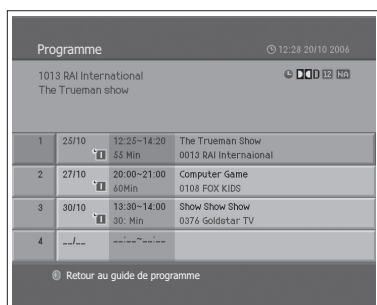 Programme
12:28 20/10 2006
1013 RAI International
The Trueman show
12 NA
1 25/10 12:25~14:20 The Trueman Show
55 Min 0013 RAI Internaional
2 27/10 20:00~21:00 Computer Game
60Min 0108 FOX KIDS
3 30/10 13:30~14:00 Show Show Show
30: Min 0376 Goldstar TV
4 --/-- --:--~--:--
Retour au guide de programme